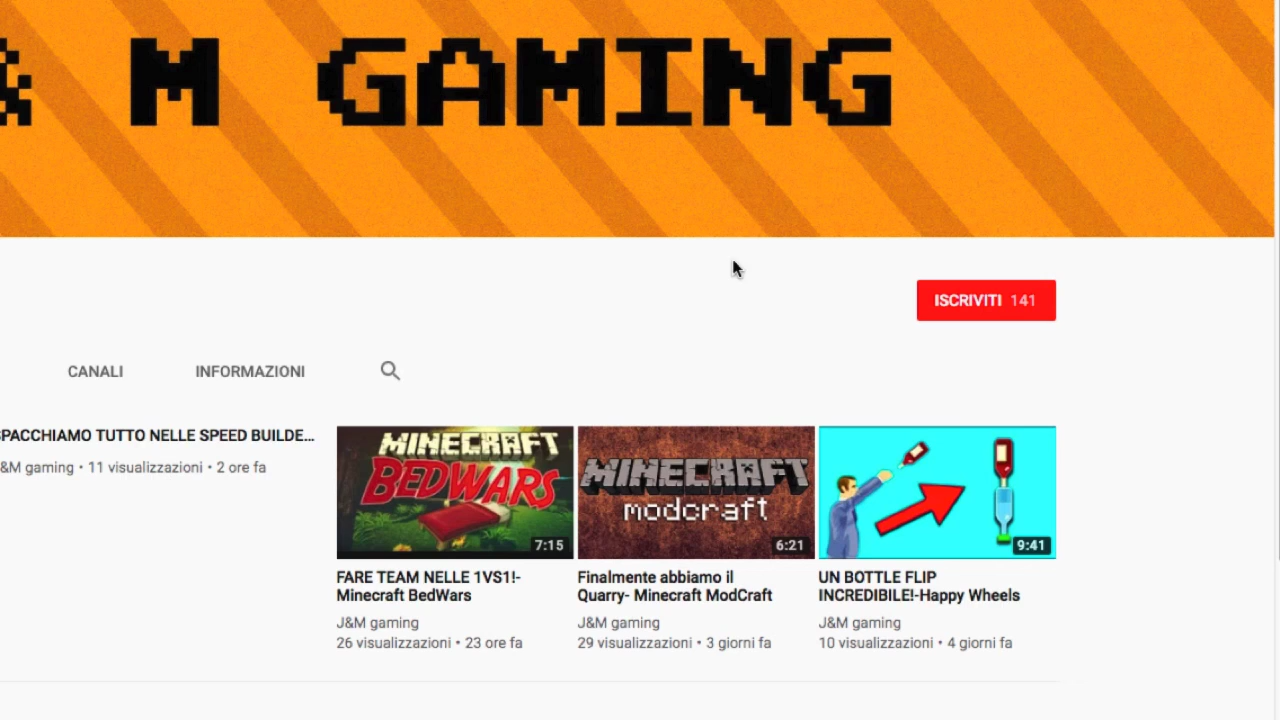 & M GAMING
ISCRIVITI 141
CANALI
INFORMAZIONI
SPACCHIAMO TUTTO NELLE SPEED BUILDE...
&M gaming • 11 visualizzazioni • 2 ore fa
MINECRAFT
BEDWARS
7:15
FARE TEAM NELLE 1VS1!-
Minecraft BedWars
J&M gaming
26 visualizzazioni • 23 ore fa
MINECRAFT
modcraft
6:21
Finalmente abbiamo il
Quarry- Minecraft ModCraft
J&M gaming
29 visualizzazioni • 3 giorni fa
9:41
UN BOTTLE FLIP
INCREDIBILE!-Happy Wheels
J&M gaming
10 visualizzazioni • 4 giorni fa